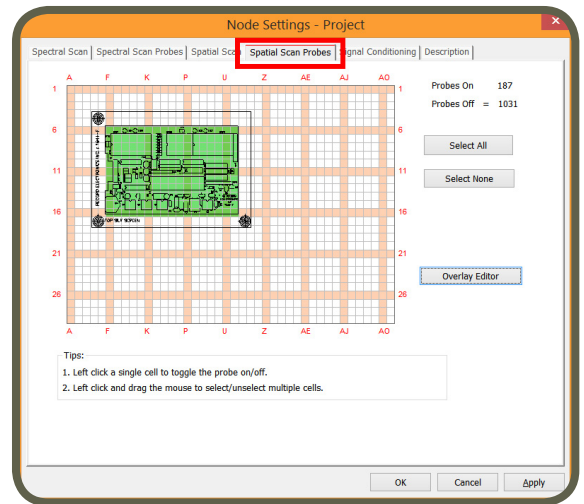 Node Settings - Project
Spectral Scan Spectral Scan Probes Spatial Scan Spatial Scan Probes Signal Conditioning Description
A F K P U Z AE AJ AO
1 1
6 6
11 11
16 16
21 21
26 26
A F K P U Z AE AJ AO
Probes On 187
Probes Off = 1031
Select All
Select None
Overlay Editor
Tips:
1. Left click a single cell to toggle the probe on/off.
2. Left click and drag the mouse to select/unselect multiple cells.
OK Cancel Apply